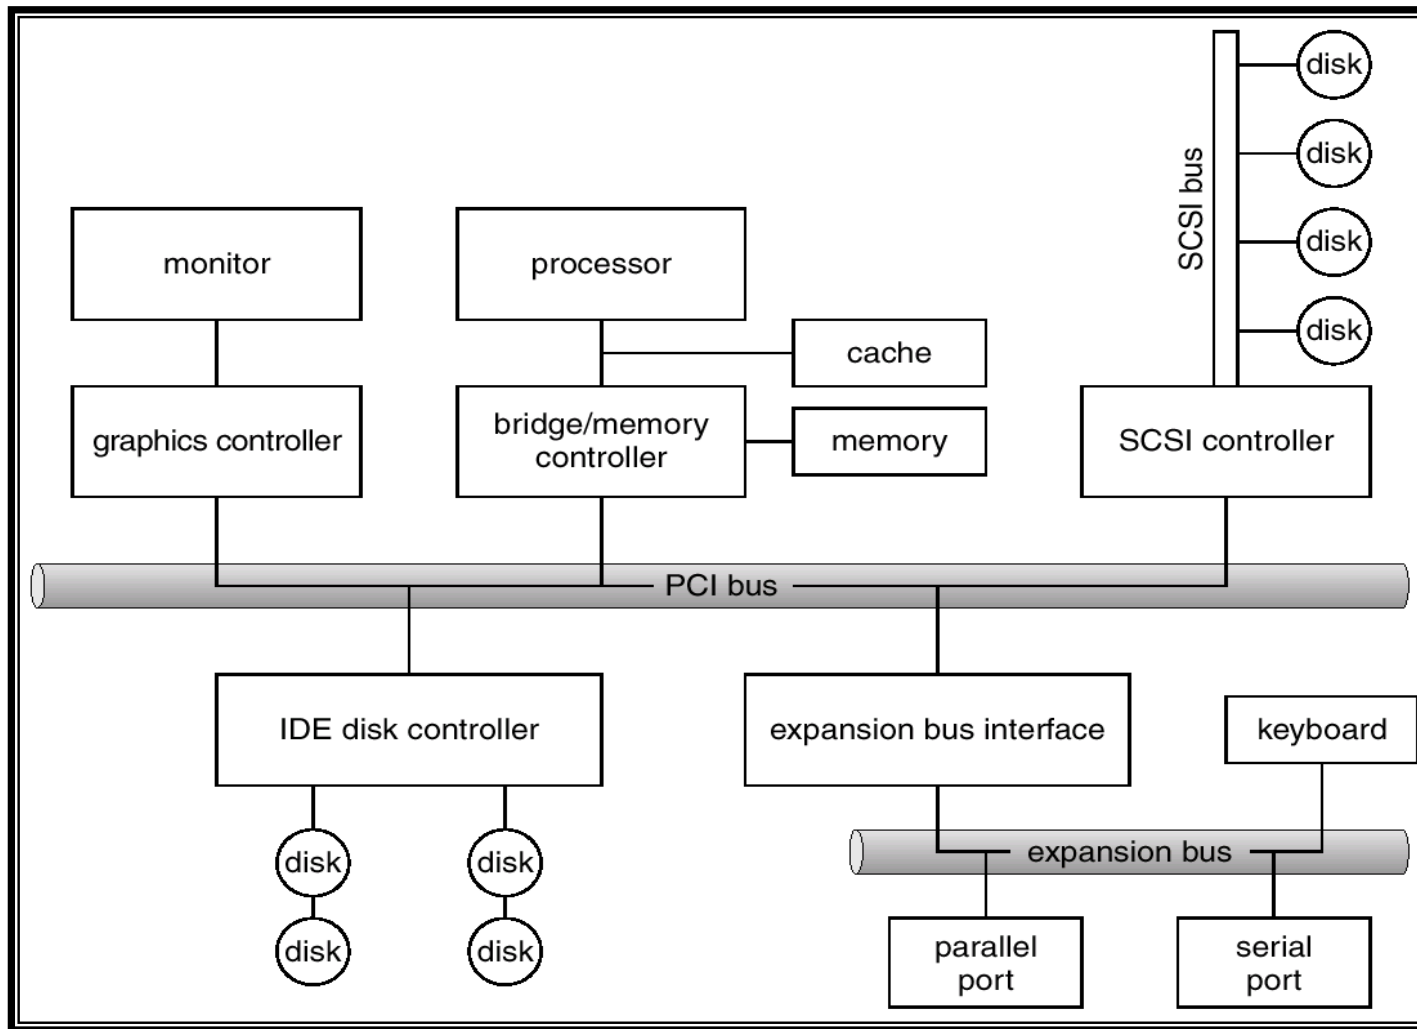 disk
disk
disk
disk
SCSI bus
monitor
processor
cache
graphics controller
bridge/memory
controller
memory
SCSI controller
PCI bus
IDE disk controller
expansion bus interface
keyboard
disk
disk
expansion bus
disk
disk
parallel
port
serial
port